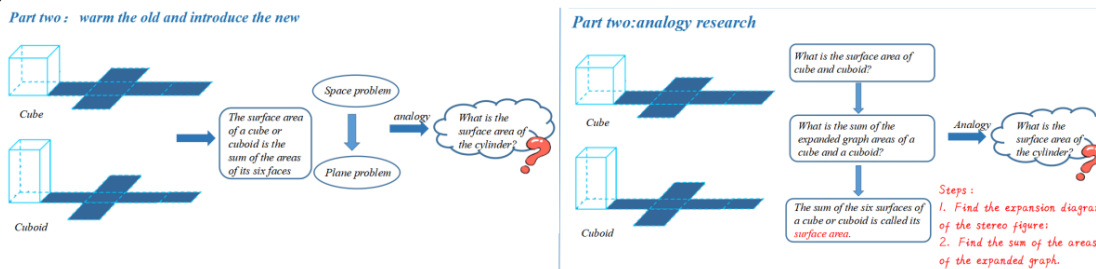 Part two： warm the old and introduce the new
Cube
Cuboid
The surface area
of a cube or
cuboid is the
sum of the areas
of its six faces
Space problem
Plane problem
analogy
What is the
surface area of
the cylinder?
Part two:analogy research
Cube
Cuboid
What is the surface area of
cube and cuboid?
What is the sum of the
expanded graph areas of a
cube and a cuboid?
The sum of the six surfaces of
a cube or cuboid is called its
surface area.
Analogy
What is the
surface area of
the cylinder?
Steps：
1. Find the expansion diagram
of the stereo figure;
2. Find the sum of the areas
of the expanded graph.